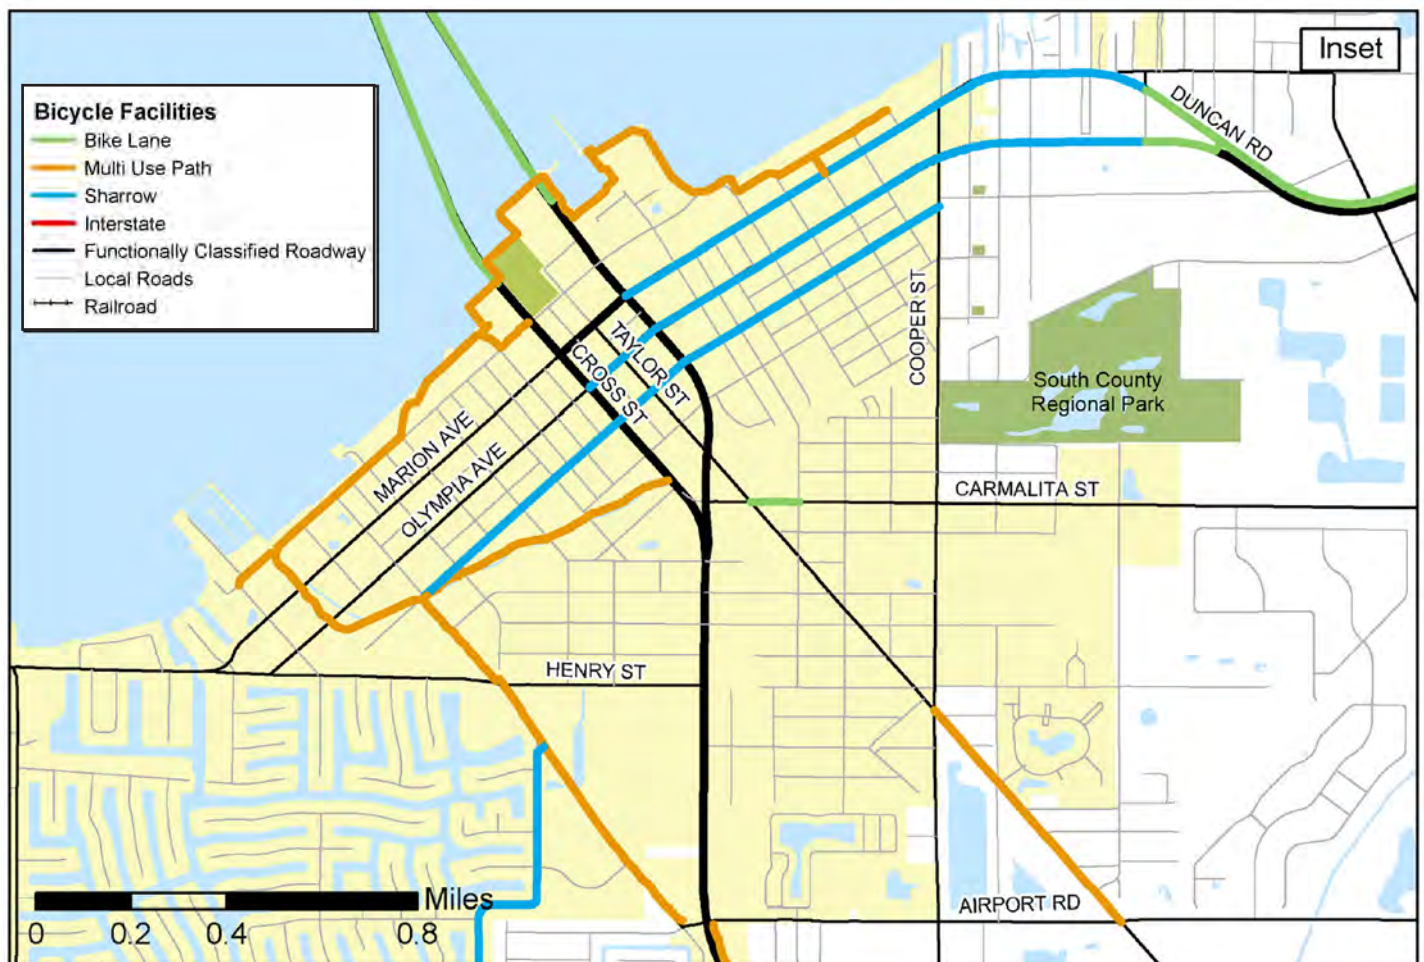 Inset
Bicycle Facilities
Bike Lane
Multi Use Path
Sharrow
Interstate
Functionally Classified Roadway
Local Roads
Railroad
DUNCAN RD
COOPER ST
TAYLOR ST
CROSS ST
South County
Regional Park
MARION AVE
OLYMPIA AVE
CARMALITA ST
HENRY ST
AIRPORT RD
Miles
0 0.2 0.4 0.8